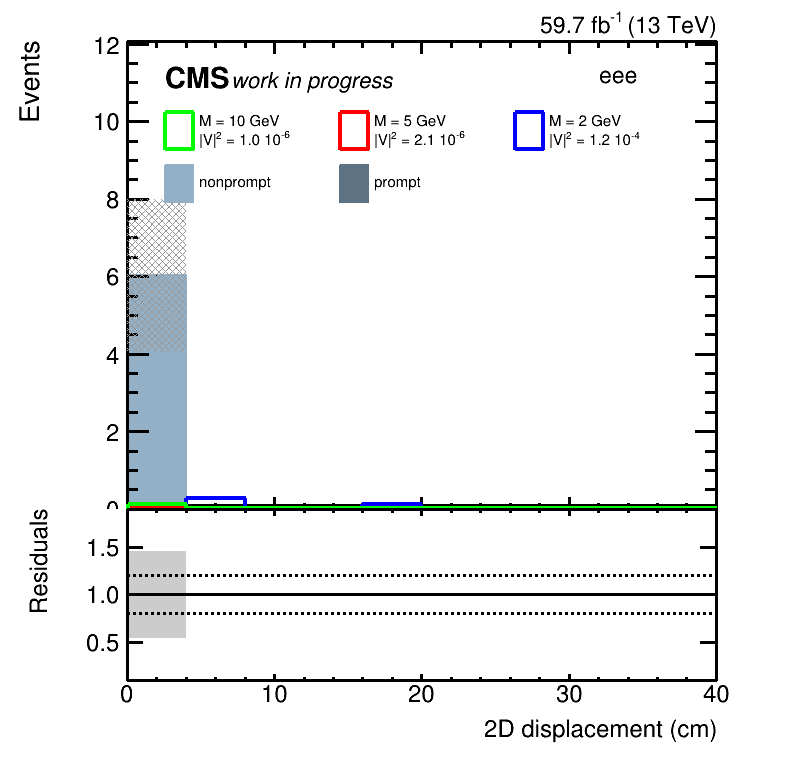 59.7 fb⁻¹ (13 TeV)
Events
12
CMS work in progress
eee
10
M = 10 GeV
|V|² = 1.0 10⁻⁶
M = 5 GeV
|V|² = 2.1 10⁻⁶
M = 2 GeV
|V|² = 1.2 10⁻⁴
nonprompt
prompt
8
6
4
2
0
Residuals
1.5
1.0
0.5
0 10 20 30 40
2D displacement (cm)